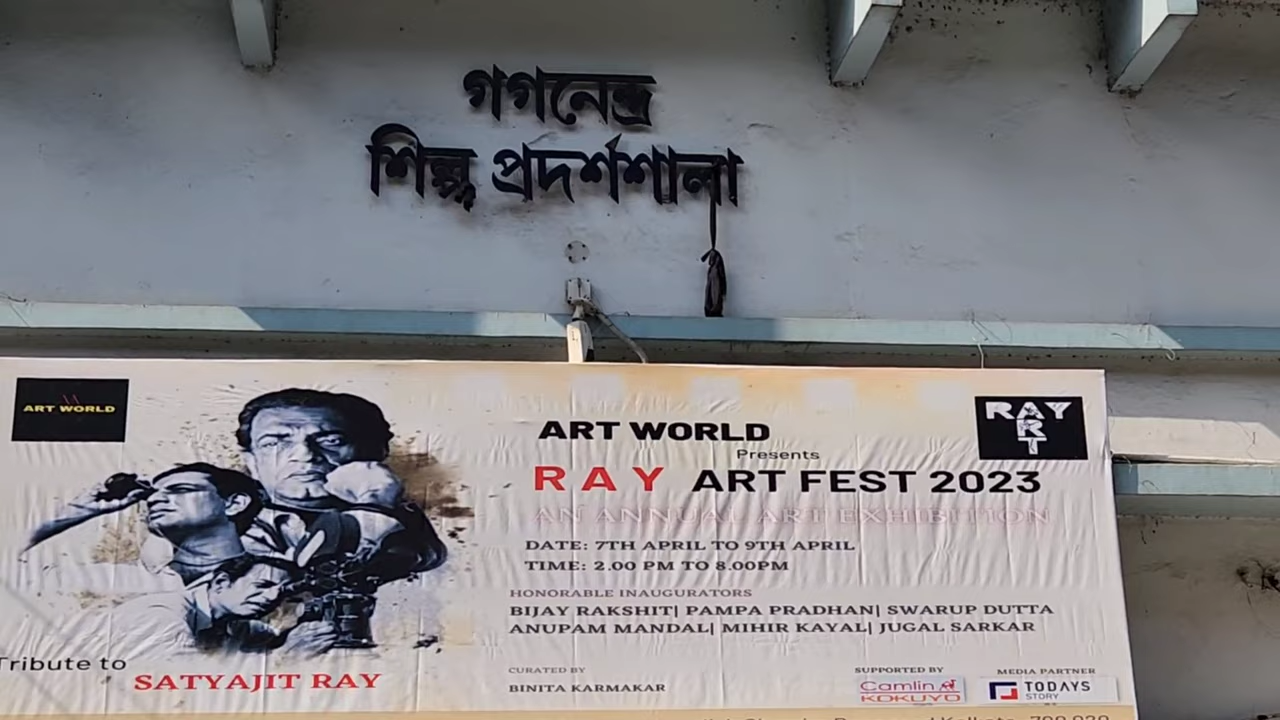 গগনেন্দ্র
শিল্প প্রদর্শশালা
ART WORLD
RAY
ART
ART WORLD
Presents
RAY ART FEST 2023
AN ANNUAL ART EXHIBITION
DATE: 7TH APRIL TO 9TH APRIL
TIME: 2.00 PM TO 8.00PM
HONORABLE INAUGURATORS
BIJAY RAKSHIT| PAMPA PRADHAN| SWARUP DUTTA
ANUPAM MANDAL| MIHIR KAYAL| JUGAL SARKAR
Tribute to
SATYAJIT RAY
CURATED BY
BINITA KARMAKAR
SUPPORTED BY
Camlin
KOKUYO
MEDIA PARTNER
TODAYS
STORY